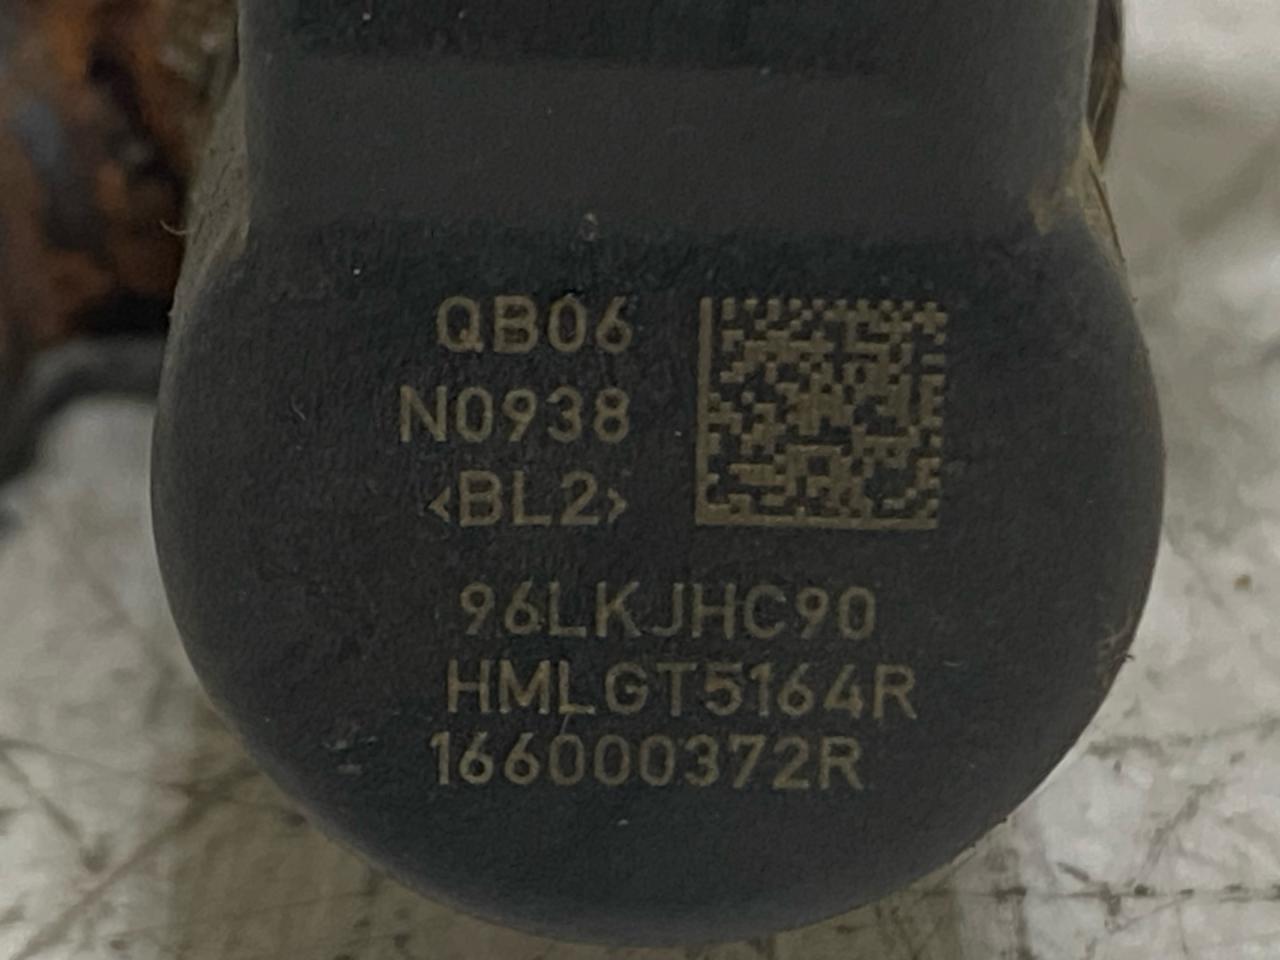 QB06
N0938
<BL2>
96LKJHC90
HMLGT5164R
166000372R